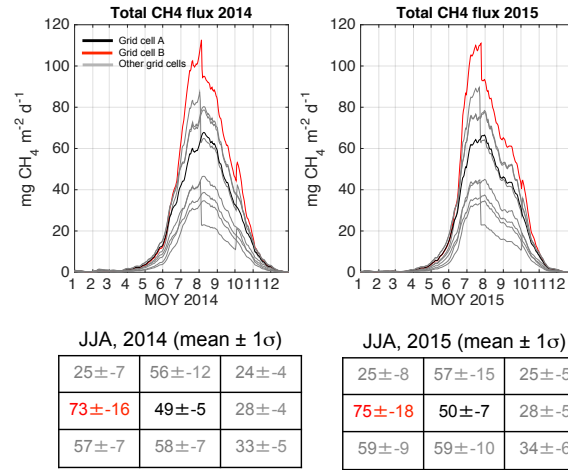 Total CH4 flux 2014
Total CH4 flux 2015
mg CH4 m-2 d-1
120
100
80
60
40
20
0
Grid cell A
Grid cell B
Other grid cells
1 2 3 4 5 6 7 8 9 10 11 12
MOY 2014
mg CH4 m-2 d-1
120
100
80
60
40
20
0
1 2 3 4 5 6 7 8 9 10 11 12
MOY 2015
JJA, 2014 (mean ± 1σ)
25±-7 56±-12 24±-4
73±-16 49±-5 28±-4
57±-7 58±-7 33±-5
JJA, 2015 (mean ± 1σ)
25±-8 57±-15 25±-5
75±-18 50±-7 28±-5
59±-9 59±-10 34±-6